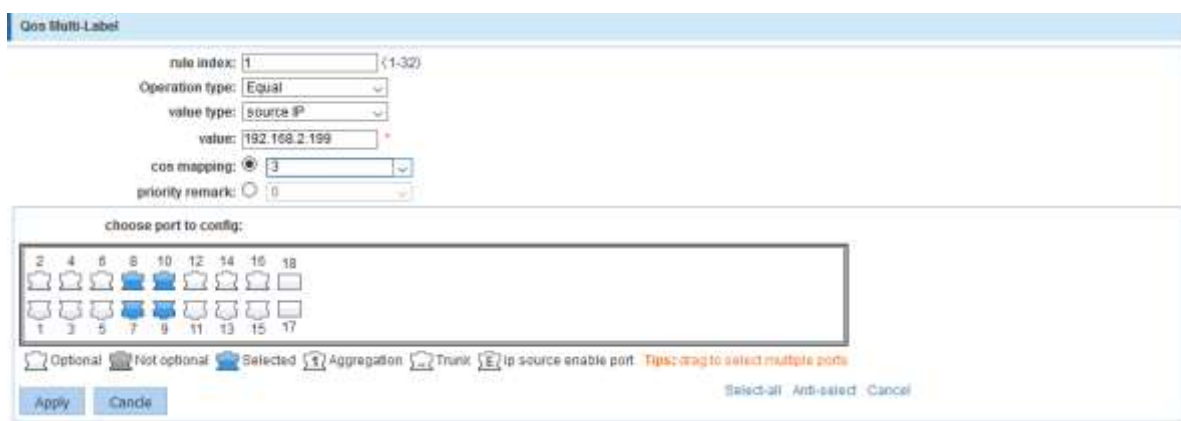 Qos Multi-Label
rule index: 1 (1-32)
Operation type: Equal
value type: source IP
value: 192.168.2.199 *
cos mapping: 3
priority remark: 0
choose port to config:
2 4 6 8 10 12 14 16 18
1 3 5 7 9 11 13 15 17
Optional Not optional Selected 1 Aggregation Trunk E Ip source enable port Tips: drag to select multiple ports
Select-all Anti-select Cancel
Apply Cancle